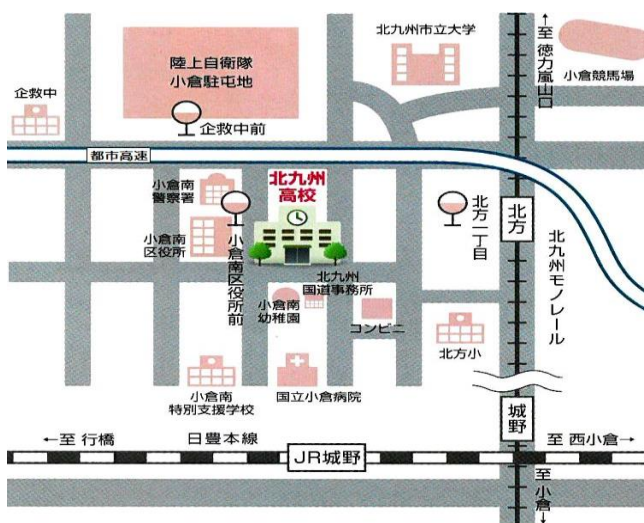 北九州市立大学
陸上自衛隊
小倉駐屯地
←至 徳力嵐山口
小倉競馬場
企救中
企救中前
都市高速
小倉南
警察署
北九州
高校
小倉南
区役所
小倉南区役所前
北方一丁目
北方
北九州モノレール
北九州
国道事務所
小倉南
幼稚園
コンビニ
北方小
小倉南
特別支援学校
国立小倉病院
城野
←至 行橋
日豊本線
JR城野
至 西小倉→
至 小倉→